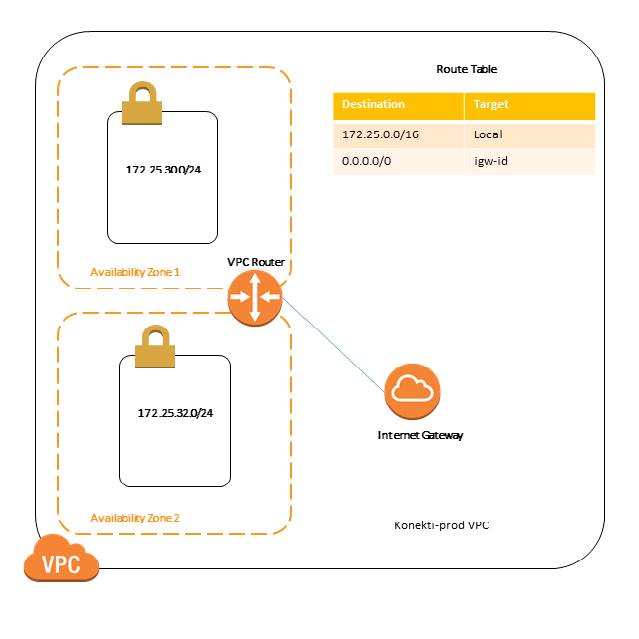 Route Table
Destination Target
172.25.0.0/16 Local
0.0.0.0/0 igw-id
172.25.30.0/24
Availability Zone 1
VPC Router
172.25.32.0/24
Internet Gateway
Availability Zone 2
Konekti-prod VPC
VPC